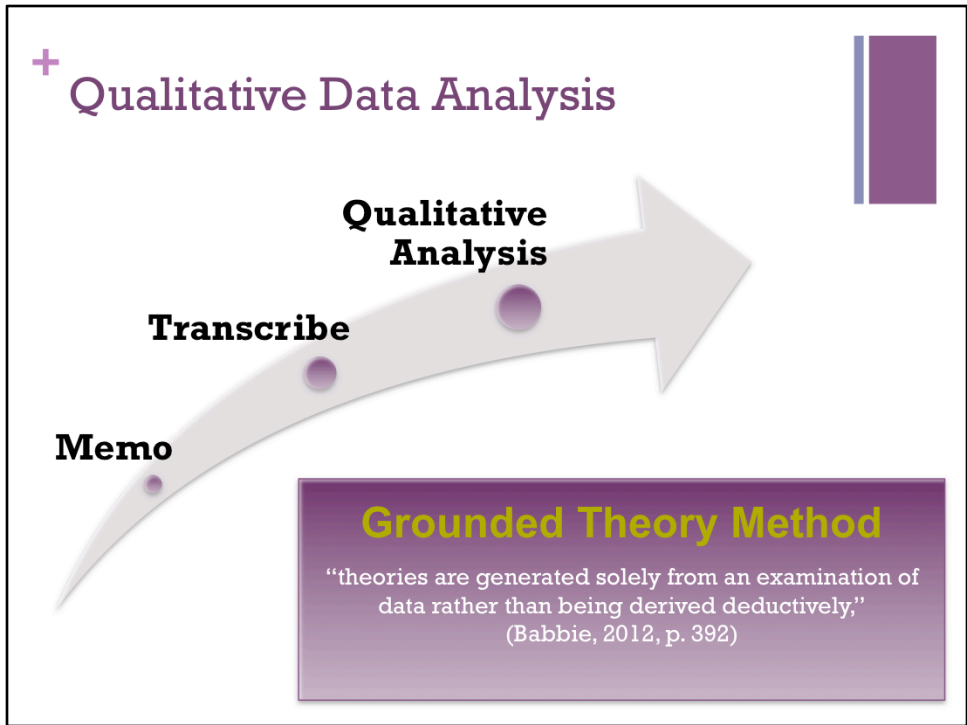 +
Qualitative Data Analysis
Qualitative
Analysis
Transcribe
Memo
Grounded Theory Method
“theories are generated solely from an examination of
data rather than being derived deductively,”
(Babbie, 2012, p. 392)